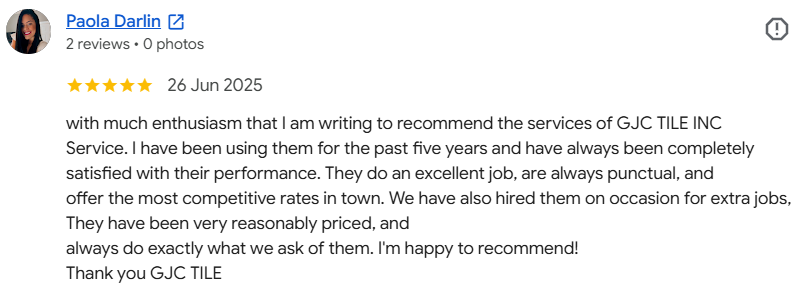 Paola Darlin
2 reviews • 0 photos
26 Jun 2025
with much enthusiasm that I am writing to recommend the services of GJC TILE INC
Service. I have been using them for the past five years and have always been completely
satisfied with their performance. They do an excellent job, are always punctual, and
offer the most competitive rates in town. We have also hired them on occasion for extra jobs,
They have been very reasonably priced, and
always do exactly what we ask of them. I'm happy to recommend!
Thank you GJC TILE